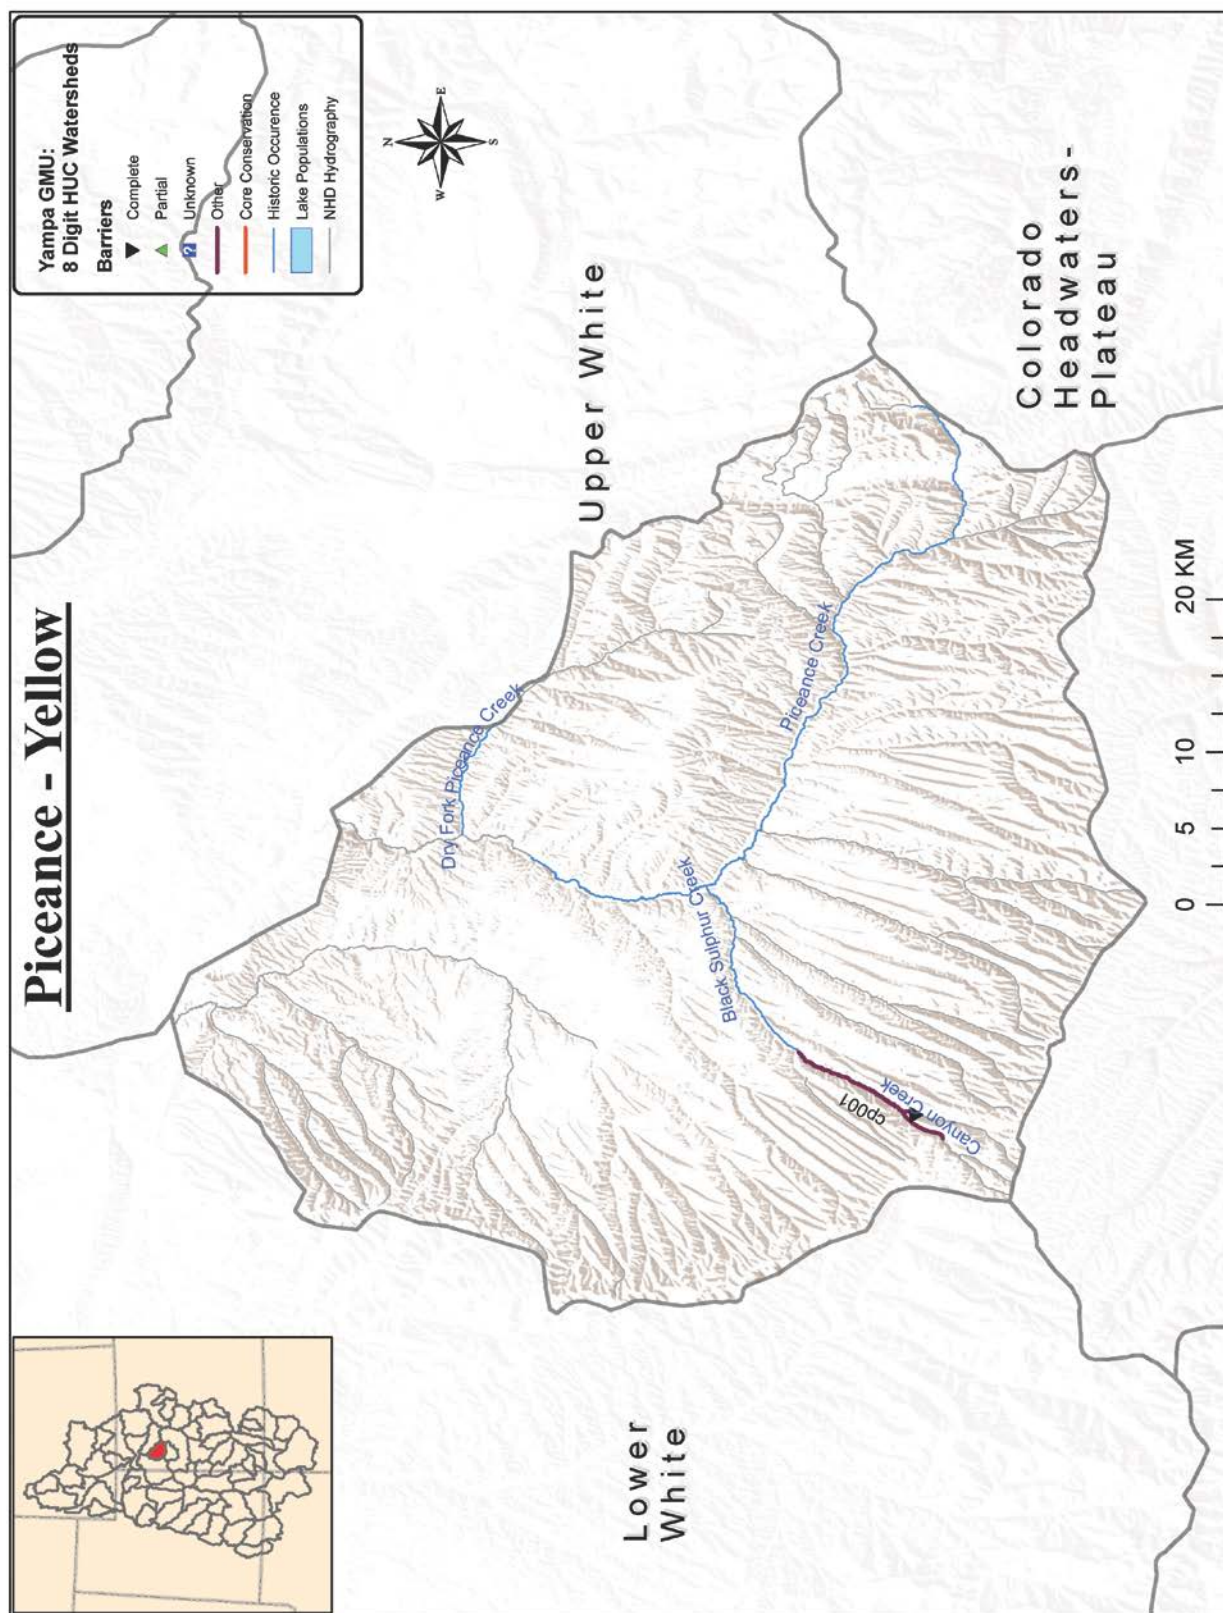 Piceance - Yellow
Yampa GMU:
8 Digit HUC Watersheds
Barriers
Complete
Partial
?
Unknown
Other
Core Conservation
Historic Occurence
Lake Populations
NHD Hydrography
N
W
E
S
Upper White
Lower
White
Colorado
Headwaters-
Plateau
Dry Fork Piceance Creek
Piceance Creek
Black Sulphur Creek
cp001
Canyon Creek
0 5 10 20 KM